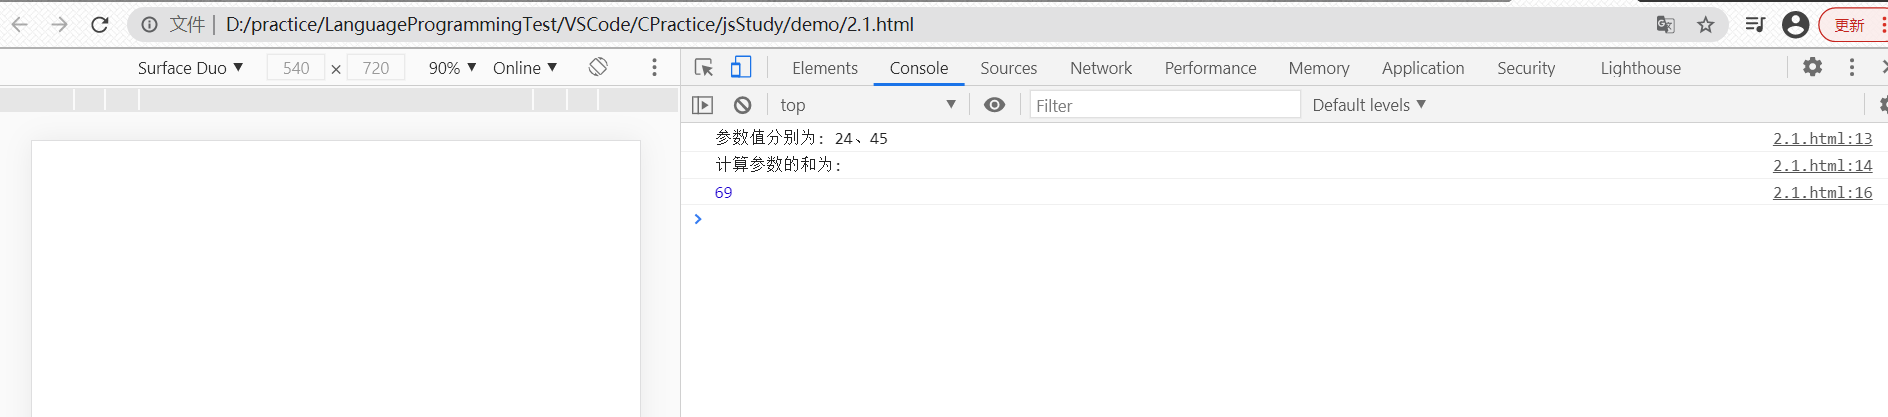 文件 | D:/practice/LanguageProgrammingTest/VSCode/CPractice/jsStudy/demo/2.1.html 更新
Surface Duo ▼ 540 × 720 90% ▼ Online ▼
Elements Console Sources Network Performance Memory Application Security Lighthouse
top ▼ Filter Default levels ▼
参数值分别为: 24、45 2.1.html:13
计算参数的和为: 2.1.html:14
69 2.1.html:16